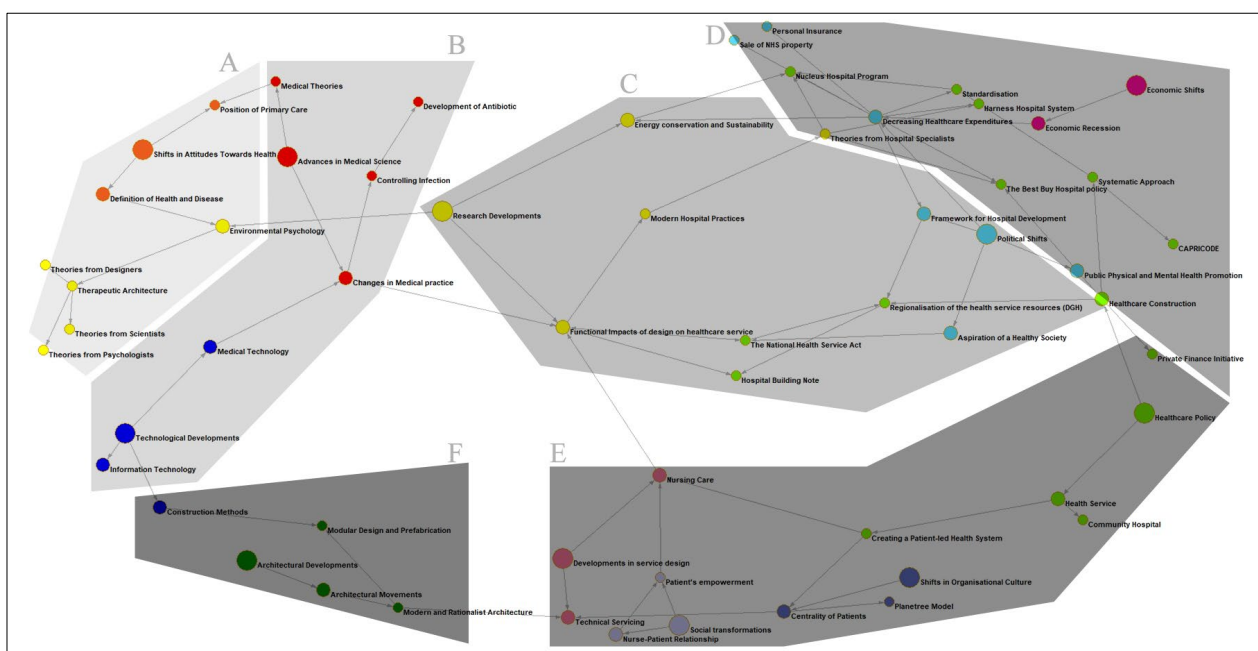 A
B
C
D
Personal Insurance
Sale of NHS property
Nucleus Hospital Program
Medical Theories
Position of Primary Care
Development of Antibiotic
Standardisation
Economic Shifts
Narness Hospital System
Energy conservation and Sustainability
Decreasing Healthcare Expenditures
Economic Recession
Theories from Hospital Specialists
Shifts in Attitudes Towards Health
Advances in Medical Science
Controlling Infection
Systematic Approach
The Best Buy Hospital policy
Definition of Health and Disease
Research Developments
Modern Hospital Practices
Framework for Hospital Development
Environmental Psychology
Political Shifts
CAPRICODE
Theories from Designers
Public Physical and Mental Health Promotion
Changes in Medical practice
Therapeutic Architecture
Healthcare Construction
Regionalisation of the health service resources (DGH)
Theories from Scientists
Functional Impacts of design on healthcare service
Aspiration of a Healthy Society
The National Health Service Act
Medical Technology
Theories from Psychologists
Private Finance Initiative
Hospital Building Note
Healthcare Policy
Technological Developments
F
E
Information Technology
Nursing Care
Health Service
Construction Methods
Community Hospital
Modular Design and Prefabrication
Creating a Patient-led Health System
Architectural Developments
Developments in service design
Patient's empowerment
Shifts in Organisational Culture
Architectural Movements
Planetree Model
Modern and Rationalist Architecture
Centrality of Patients
Technical Servicing
Social transformations
Nurse-Patient Relationship